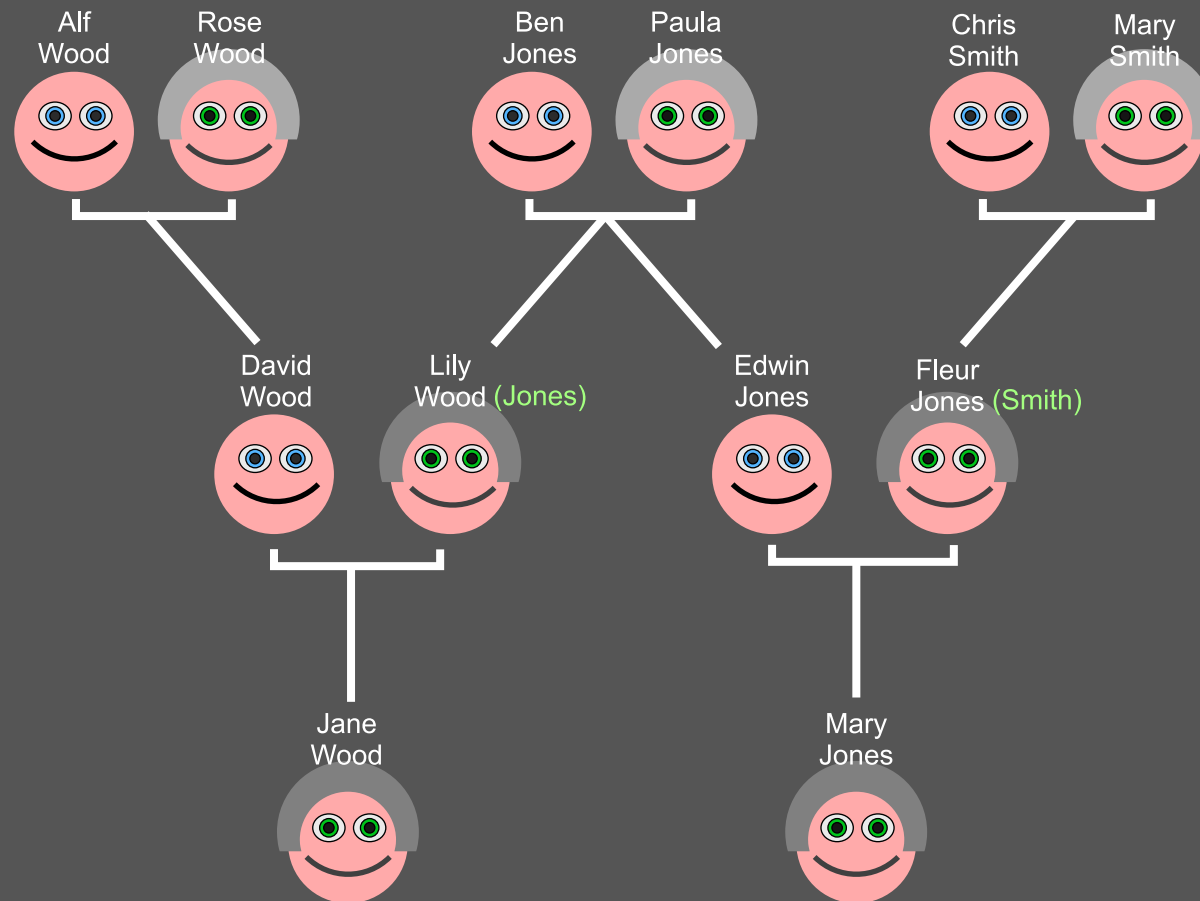 Alf
Wood
Rose
Wood
Ben
Jones
Paula
Jones
Chris
Smith
Mary
Smith
David
Wood
Lily
Wood (Jones)
Edwin
Jones
Fleur
Jones (Smith)
Jane
Wood
Mary
Jones